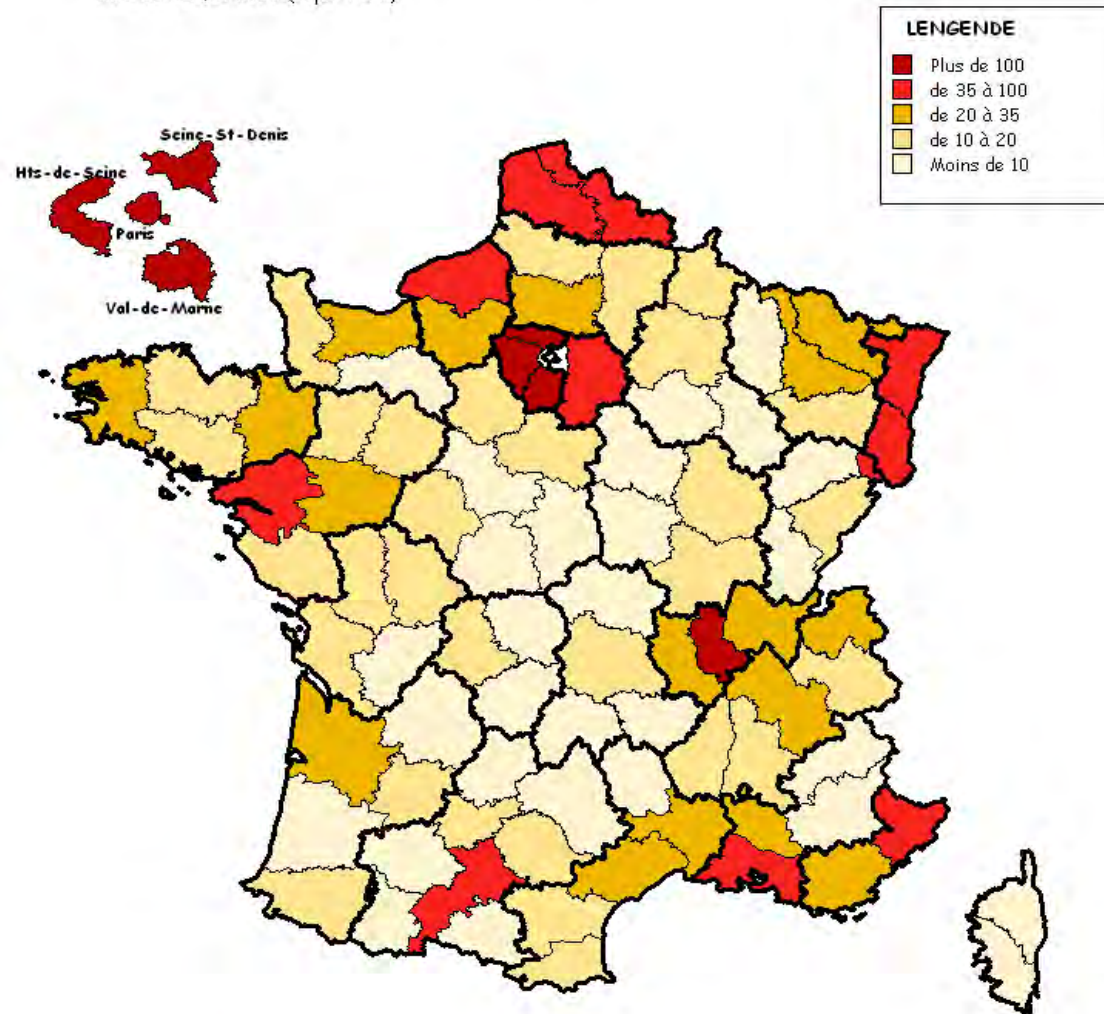 LENGENDE
Plus de 100
de 35 à 100
de 20 à 35
de 10 à 20
Moins de 10
Seine-St-Denis
Hts-de-Seine
Paris
Val-de-Marne